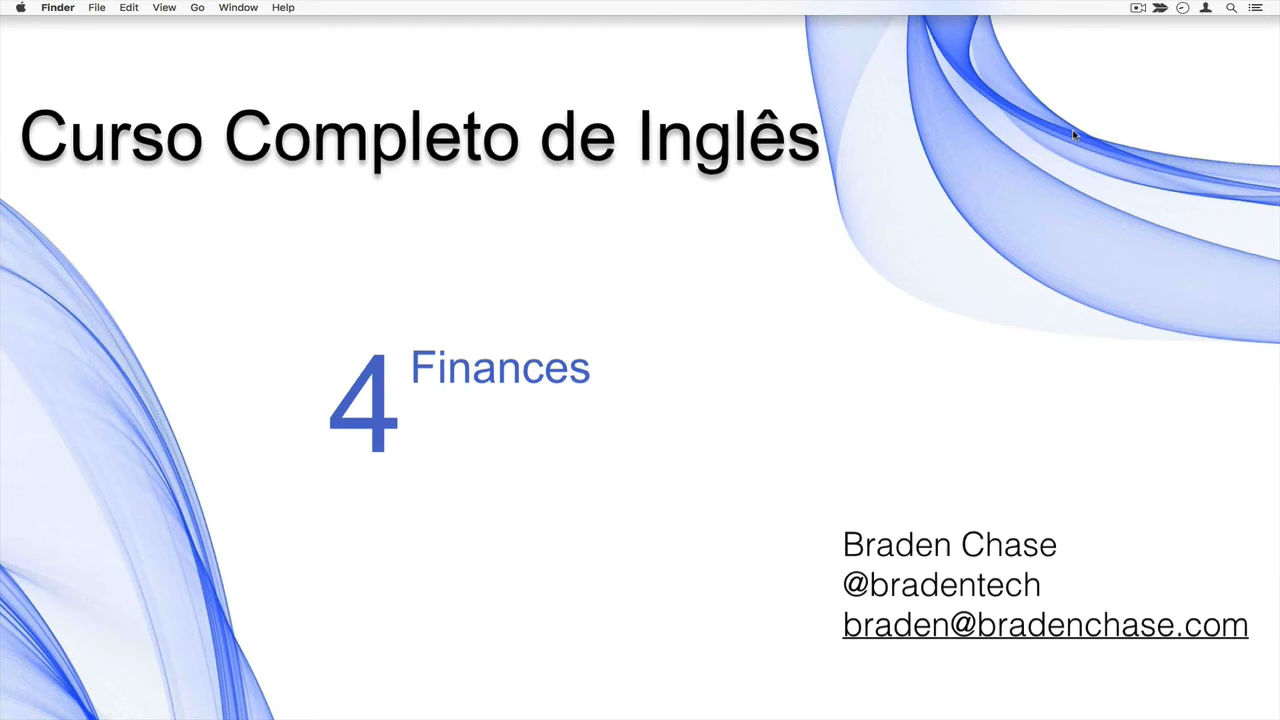 Finder File Edit View Go Window Help
Curso Completo de Inglês
4 Finances
Braden Chase
@bradentech
braden@bradenchase.com